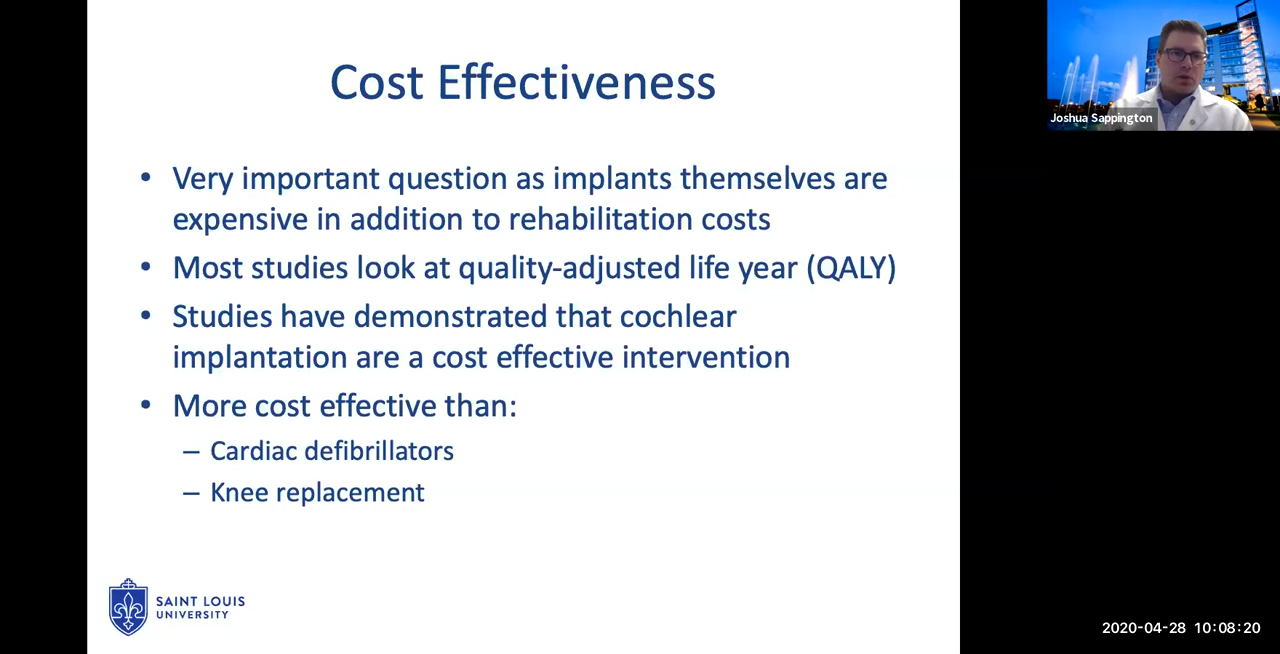 Cost Effectiveness
• Very important question as implants themselves are
expensive in addition to rehabilitation costs
• Most studies look at quality-adjusted life year (QALY)
• Studies have demonstrated that cochlear
implantation are a cost effective intervention
• More cost effective than:
– Cardiac defibrillators
– Knee replacement
SAINT LOUIS
UNIVERSITY
Joshua Sappington
2020-04-28 10:08:20